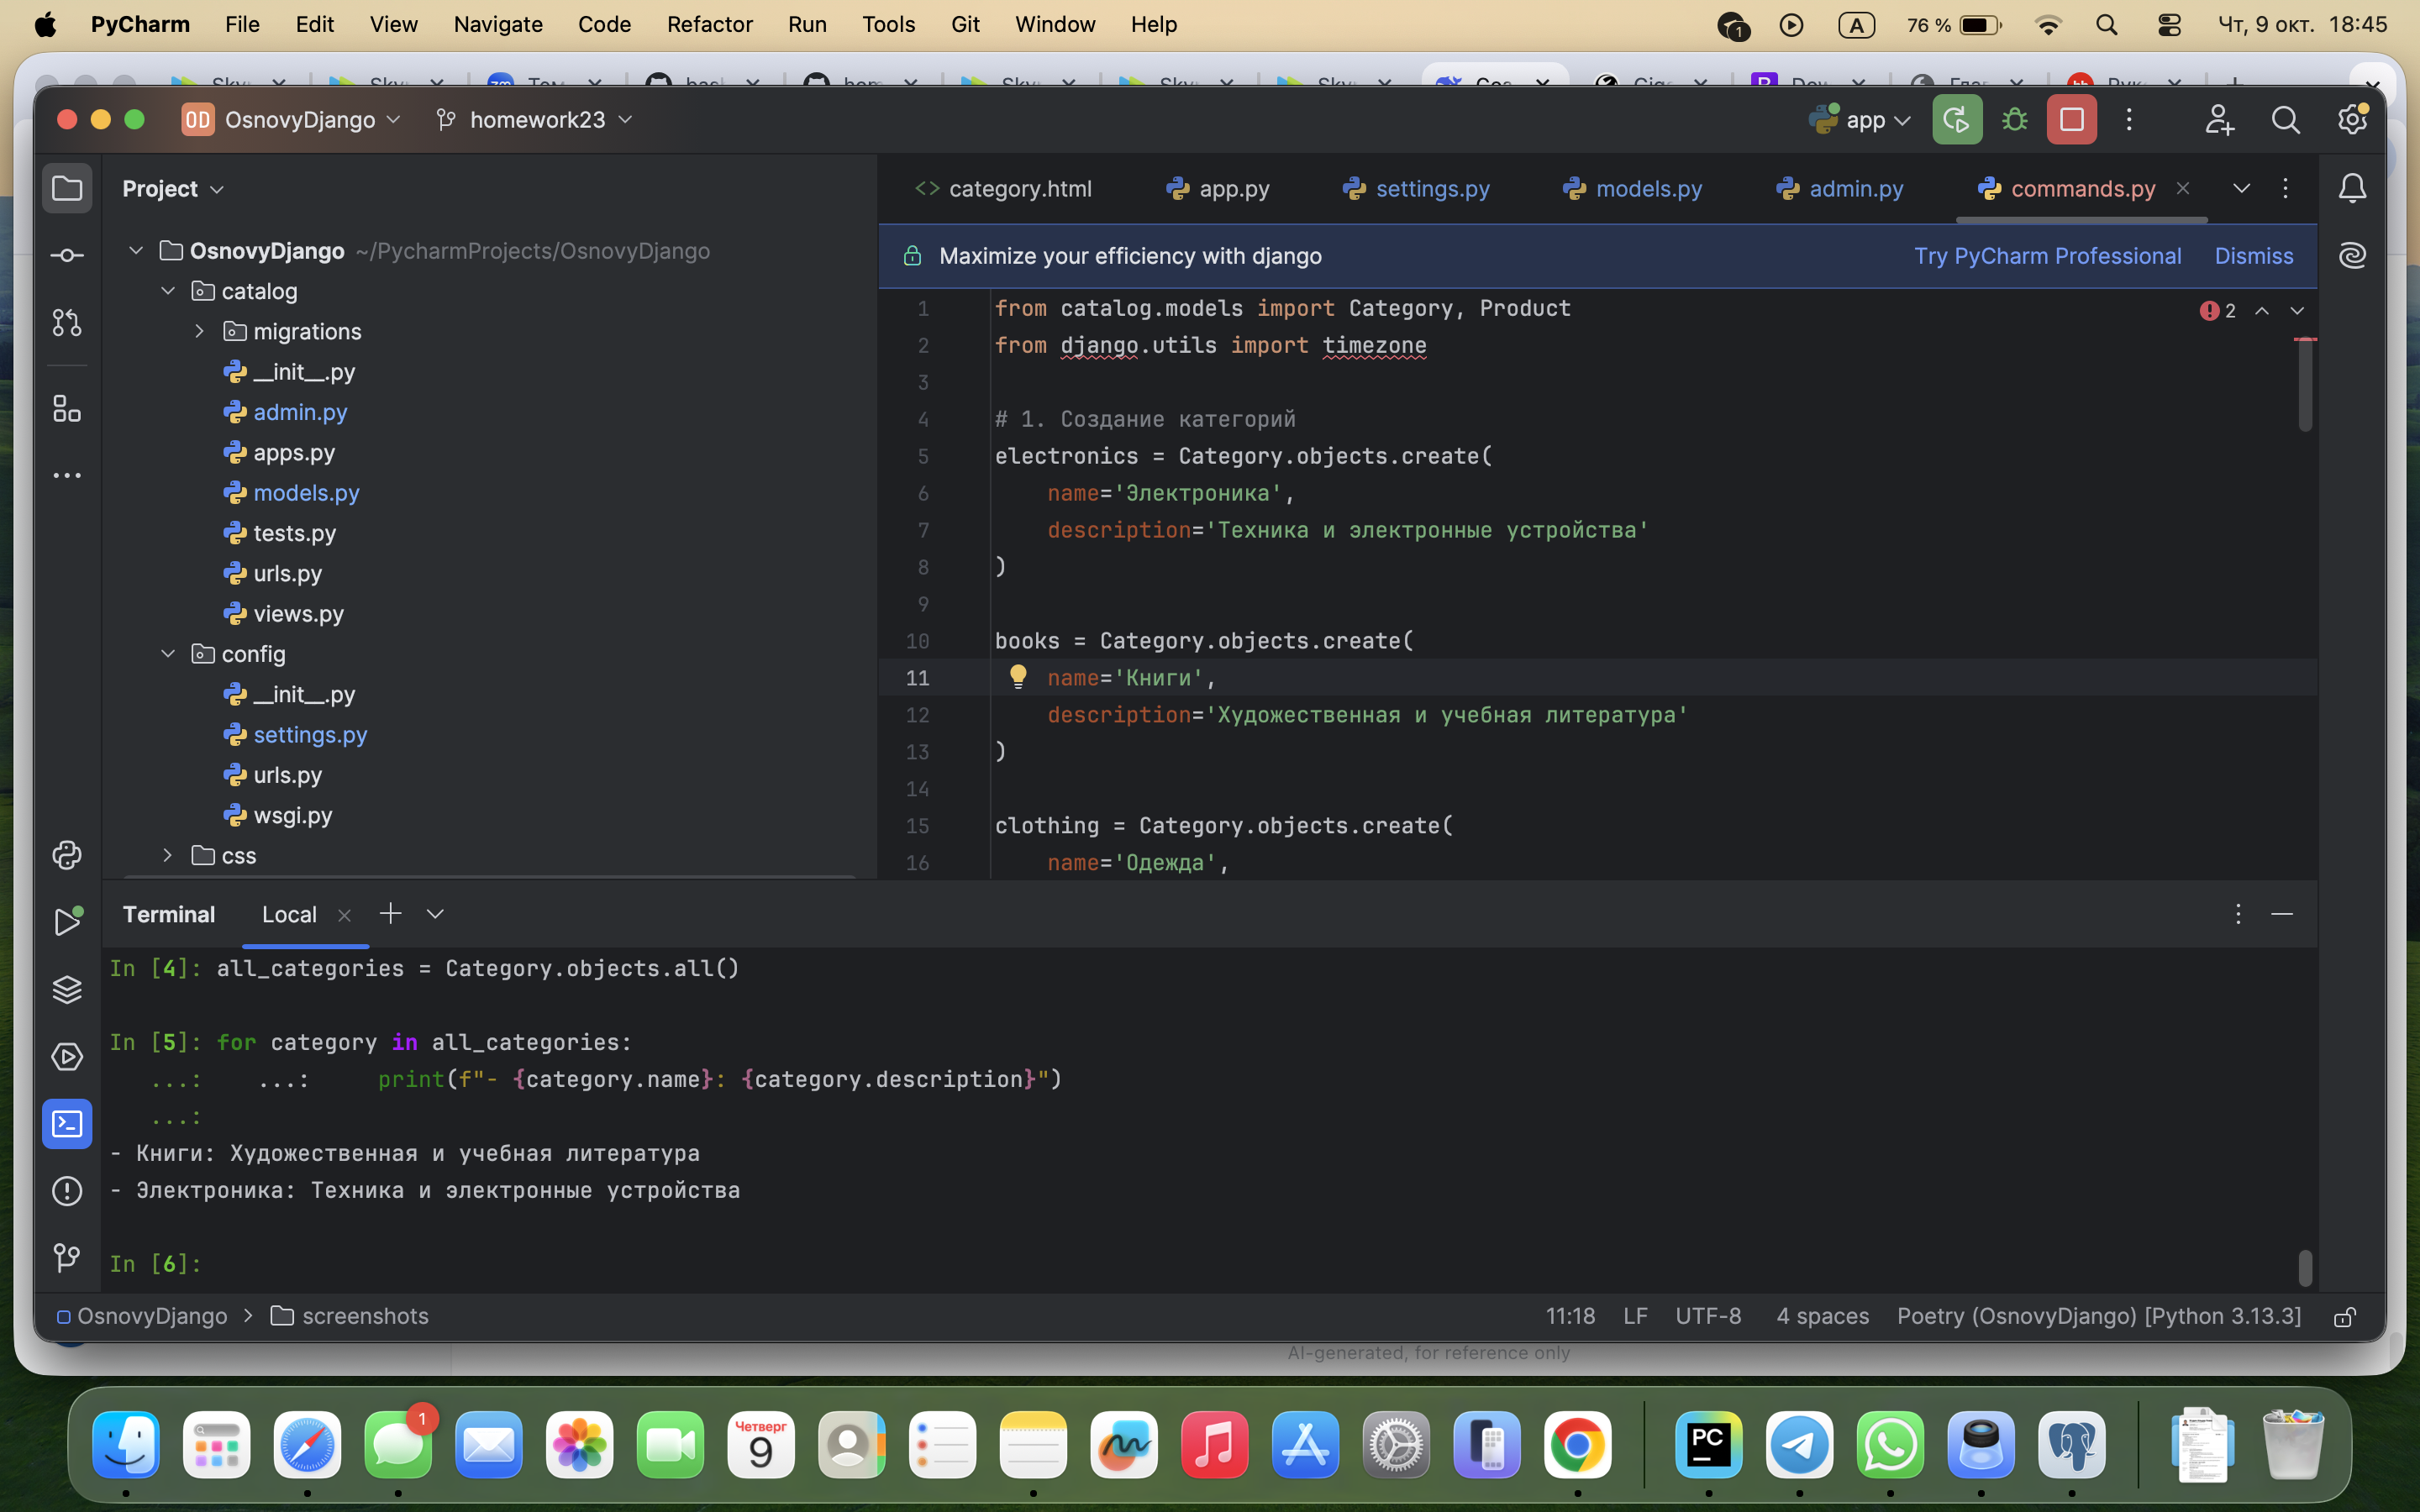 PyCharm File Edit View Navigate Code Refactor Run Tools Git Window Help 1 A 76 % Чт, 9 окт. 18:45
OD OsnovyDjango homework23 app
Project
category.html app.py settings.py models.py admin.py commands.py
Maximize your efficiency with django Try PyCharm Professional Dismiss
OsnovyDjango ~/PycharmProjects/OsnovyDjango
catalog
migrations
__init__.py
admin.py
apps.py
models.py
tests.py
urls.py
views.py
config
__init__.py
settings.py
urls.py
wsgi.py
css
2
1 from catalog.models import Category, Product
2 from django.utils import timezone
3
4 # 1. Создание категорий
5 electronics = Category.objects.create(
6 name='Электроника',
7 description='Техника и электронные устройства'
8 )
9
10 books = Category.objects.create(
11 name='Книги',
12 description='Художественная и учебная литература'
13 )
14
15 clothing = Category.objects.create(
16 name='Одежда',
Terminal Local
In [4]: all_categories = Category.objects.all()
In [5]: for category in all_categories:
...: ...: print(f"- {category.name}: {category.description}")
...:
- Книги: Художественная и учебная литература
- Электроника: Техника и электронные устройства
In [6]:
OsnovyDjango > screenshots 11:18 LF UTF-8 4 spaces Poetry (OsnovyDjango) [Python 3.13.3]
AI-generated, for reference only
1
Четверг
9
PC